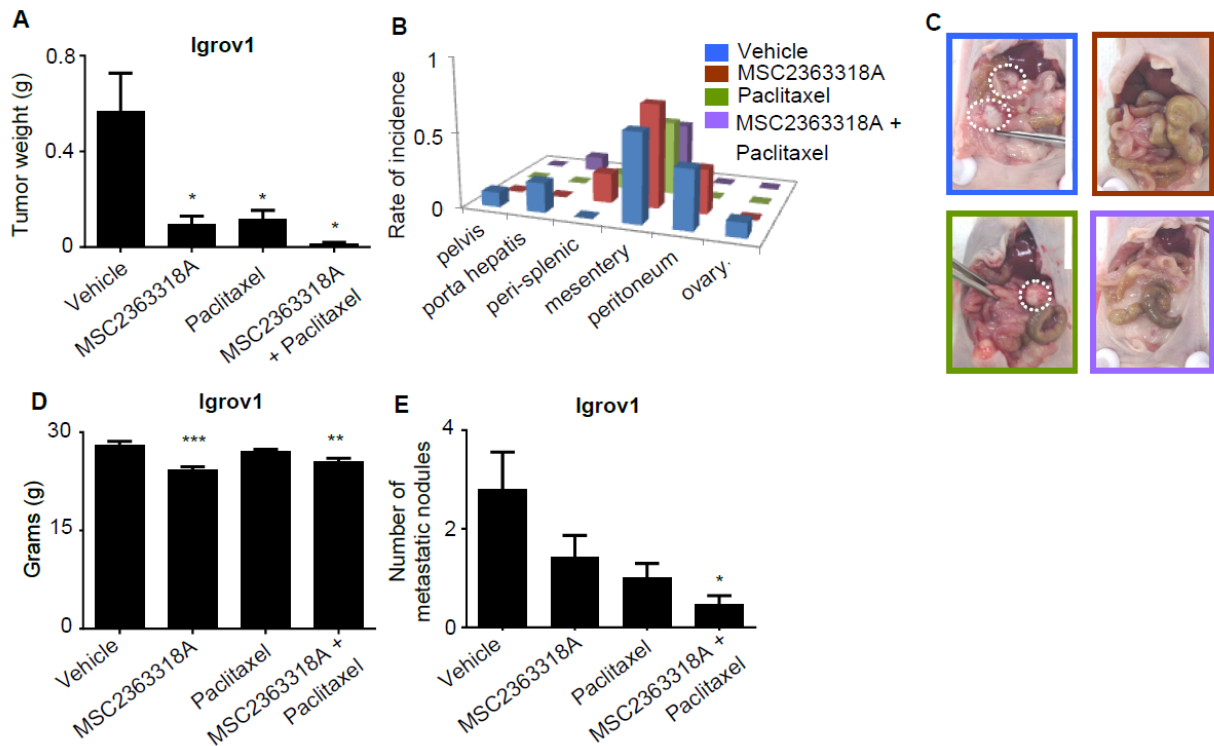 A
Igrov1
Tumor weight (g)
0.8
0.4
0
*
*
*
Vehicle
MSC2363318A
Paclitaxel
MSC2363318A
+ Paclitaxel
B
Rate of incidence
1
0.5
0
Vehicle
MSC2363318A
Paclitaxel
MSC2363318A +
Paclitaxel
pelvis
porta hepatis
peri-splenic
mesentery
peritoneum
ovary.
C
D
Igrov1
Grams (g)
30
15
0
***
**
Vehicle
MSC2363318A
Paclitaxel
MSC2363318A +
Paclitaxel
E
Igrov1
Number of
metastatic nodules
4
2
0
*
Vehicle
MSC2363318A
Paclitaxel
MSC2363318A +
Paclitaxel